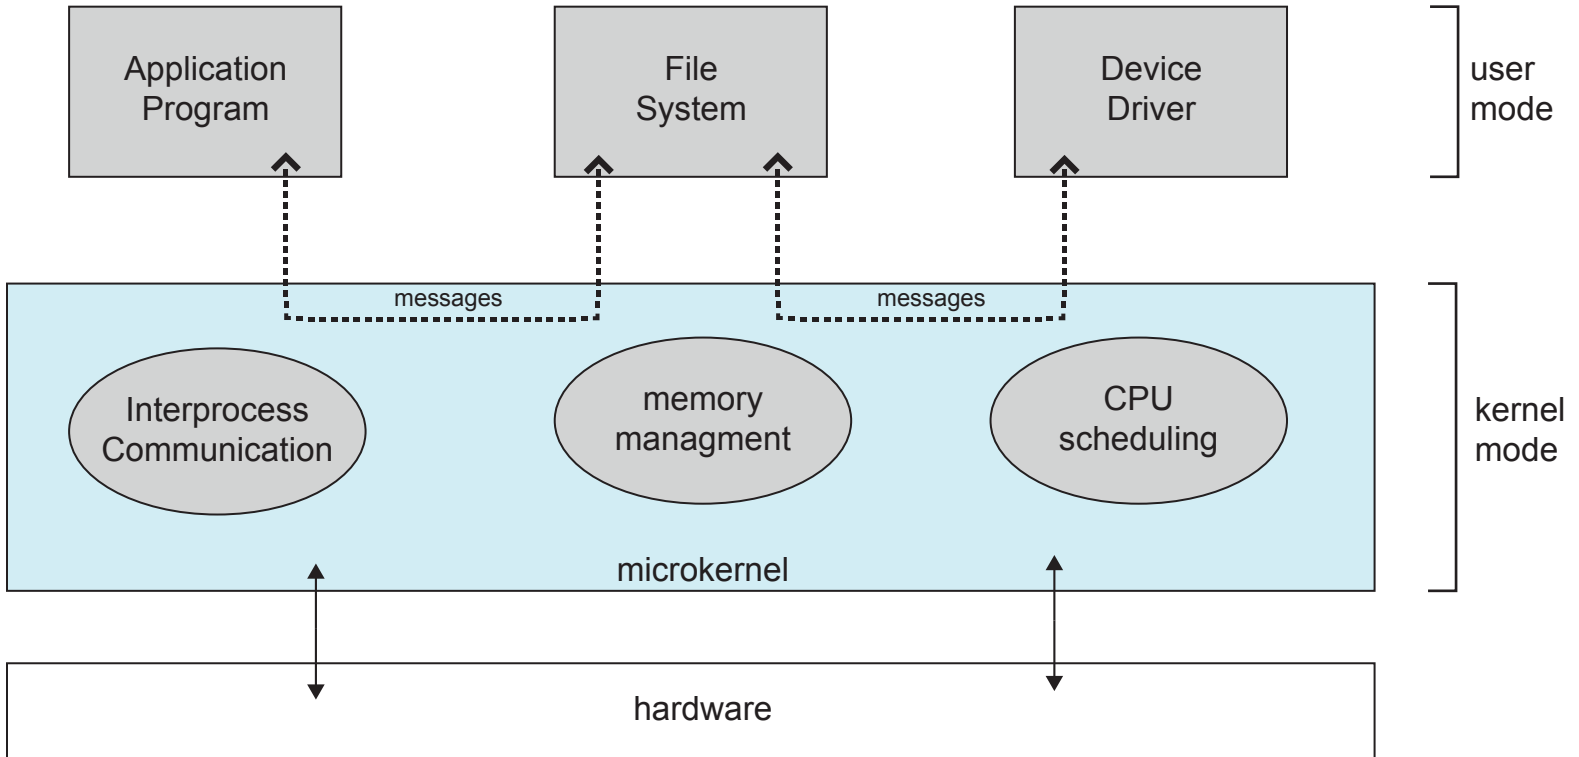 Application
Program
File
System
Device
Driver
user
mode
messages
messages
Interprocess
Communication
memory
managment
CPU
scheduling
kernel
mode
microkernel
hardware